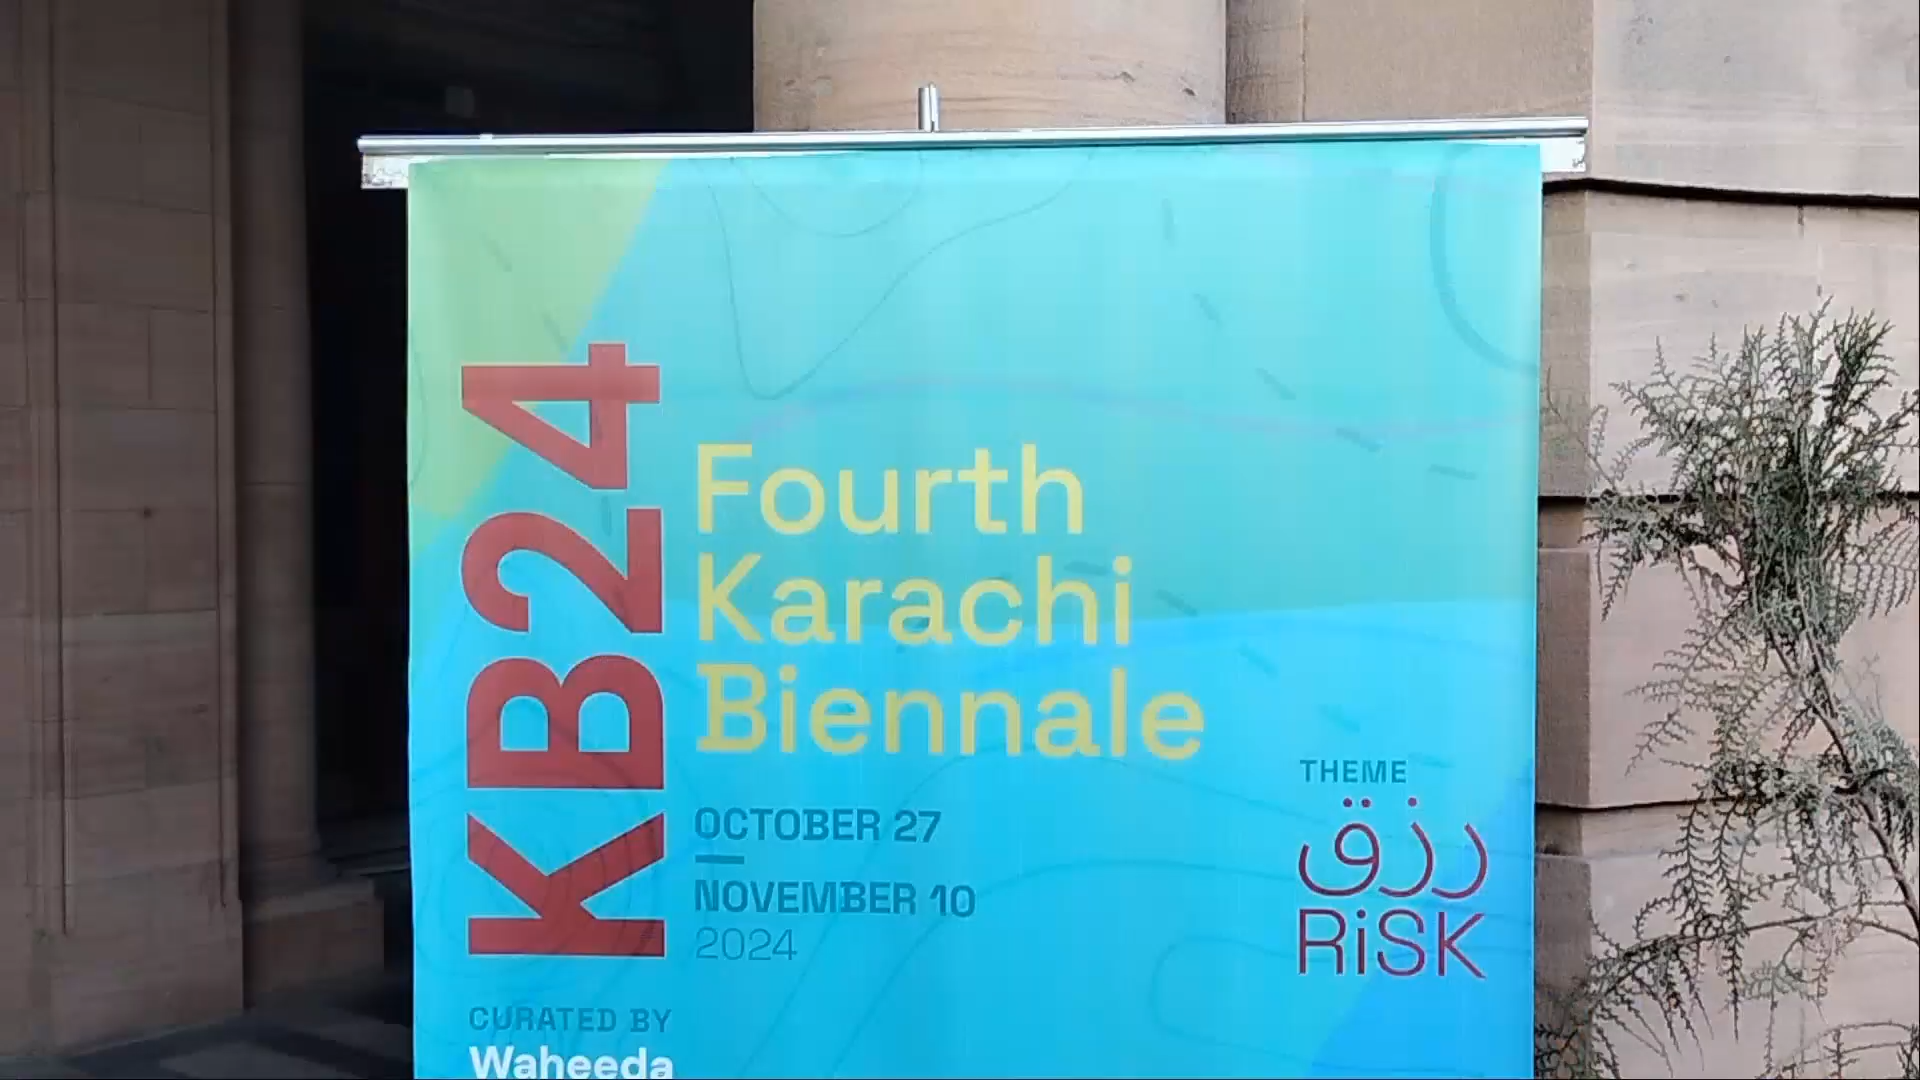 KB24
Fourth
Karachi
Biennale
OCTOBER 27
—
NOVEMBER 10
2024
THEME
رزق
RiSK
CURATED BY
Waheeda